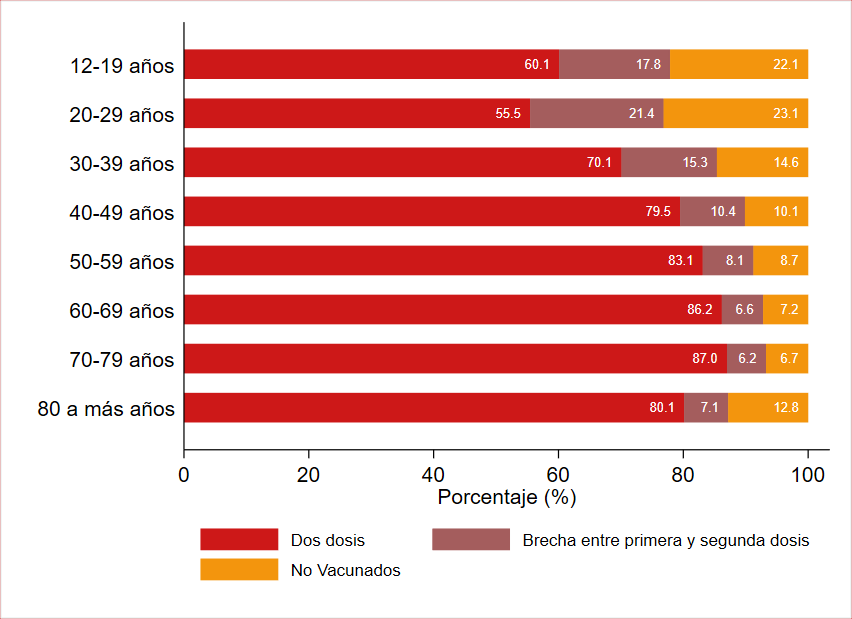 12-19 años 60.1 17.8 22.1
20-29 años 55.5 21.4 23.1
30-39 años 70.1 15.3 14.6
40-49 años 79.5 10.4 10.1
50-59 años 83.1 8.1 8.7
60-69 años 86.2 6.6 7.2
70-79 años 87.0 6.2 6.7
80 a más años 80.1 7.1 12.8
0 20 40 60 80 100
Porcentaje (%)
Dos dosis Brecha entre primera y segunda dosis
No Vacunados